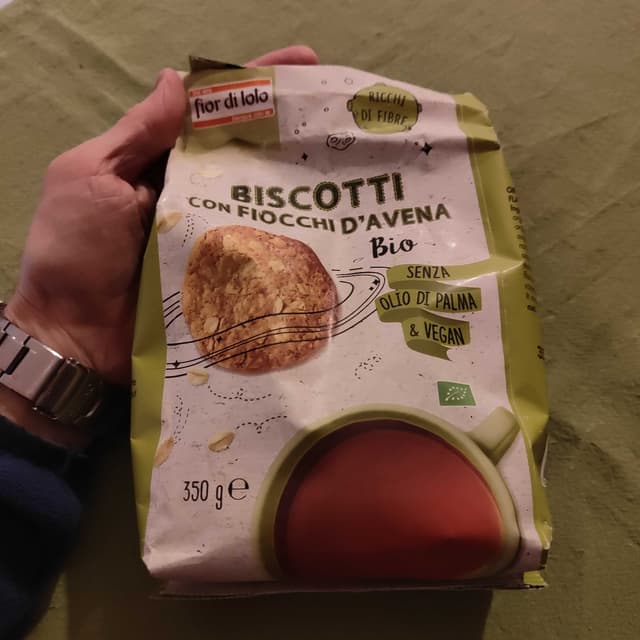 fior di loto
RICCHI
DI FIBRE
BISCOTTI
CON FIOCCHI D'AVENA
Bio
SENZA
OLIO DI PALMA
& VEGAN
350 g ℮